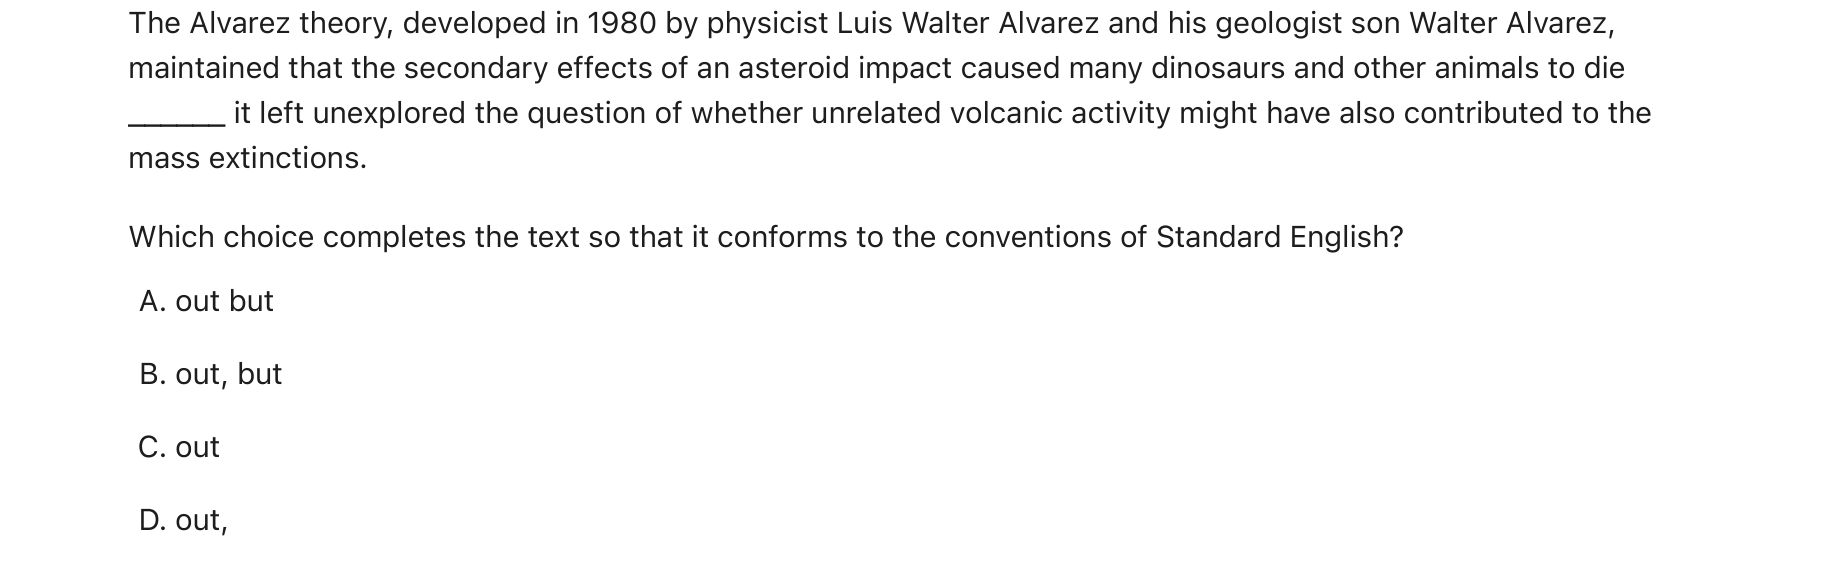 The Alvarez theory, developed in 1980 by physicist Luis Walter Alvarez and his geologist son Walter Alvarez,
maintained that the secondary effects of an asteroid impact caused many dinosaurs and other animals to die
______ it left unexplored the question of whether unrelated volcanic activity might have also contributed to the
mass extinctions.
Which choice completes the text so that it conforms to the conventions of Standard English?
A. out but
B. out, but
C. out
D. out,